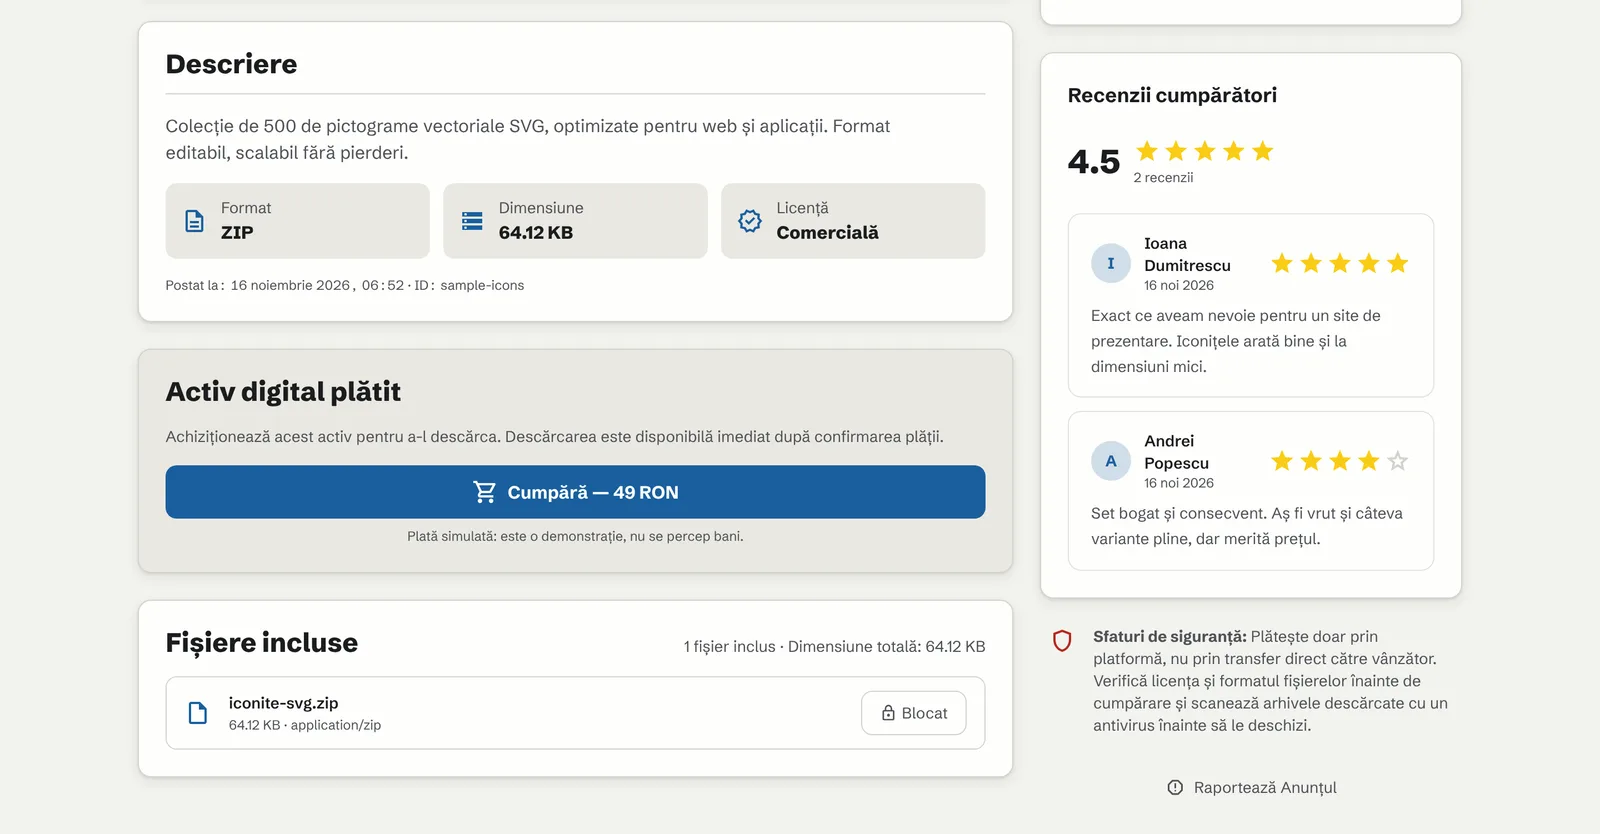 Descriere
Colecție de 500 de pictograme vectoriale SVG, optimizate pentru web și aplicații. Format
editabil, scalabil fără pierderi.
Format
ZIP
Dimensiune
64.12 KB
Licență
Comercială
Postat la: 16 noiembrie 2026, 06:52 · ID: sample-icons
Activ digital plătit
Achiziționează acest activ pentru a-l descărca. Descărcarea este disponibilă imediat după confirmarea plății.
Cumpără — 49 RON
Plată simulată: este o demonstrație, nu se percep bani.
Fișiere incluse
1 fișier inclus · Dimensiune totală: 64.12 KB
iconite-svg.zip
64.12 KB · application/zip
Blocat
Recenzii cumpărători
4.5
2 recenzii
I
Ioana
Dumitrescu
16 noi 2026
Exact ce aveam nevoie pentru un site de
prezentare. Iconițele arată bine și la
dimensiuni mici.
A
Andrei
Popescu
16 noi 2026
Set bogat și consecvent. Aș fi vrut și câteva
variante pline, dar merită prețul.
Sfaturi de siguranță: Plătește doar prin
platformă, nu prin transfer direct către vânzător.
Verifică licența și formatul fișierelor înainte de
cumpărare și scanează arhivele descărcate cu un
antivirus înainte să le deschizi.
Raportează Anunțul